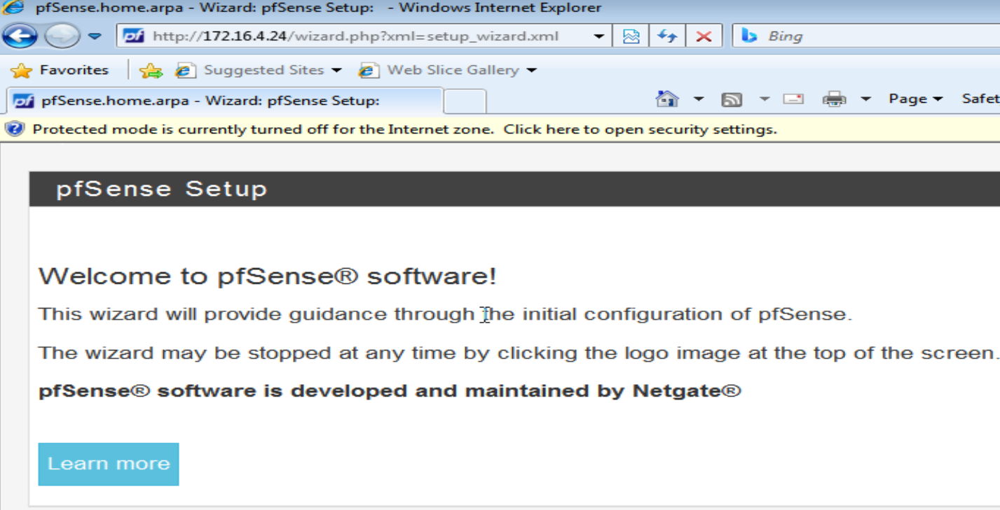 pfSense.home.arpa - Wizard: pfSense Setup: - Windows Internet Explorer
pf http://172.16.4.24/wizard.php?xml=setup_wizard.xml Bing
Favorites Suggested Sites Web Slice Gallery
pf pfSense.home.arpa - Wizard: pfSense Setup: Page Safet
Protected mode is currently turned off for the Internet zone. Click here to open security settings.
pfSense Setup
Welcome to pfSense® software!
This wizard will provide guidance through the initial configuration of pfSense.
The wizard may be stopped at any time by clicking the logo image at the top of the screen.
pfSense® software is developed and maintained by Netgate®
Learn more